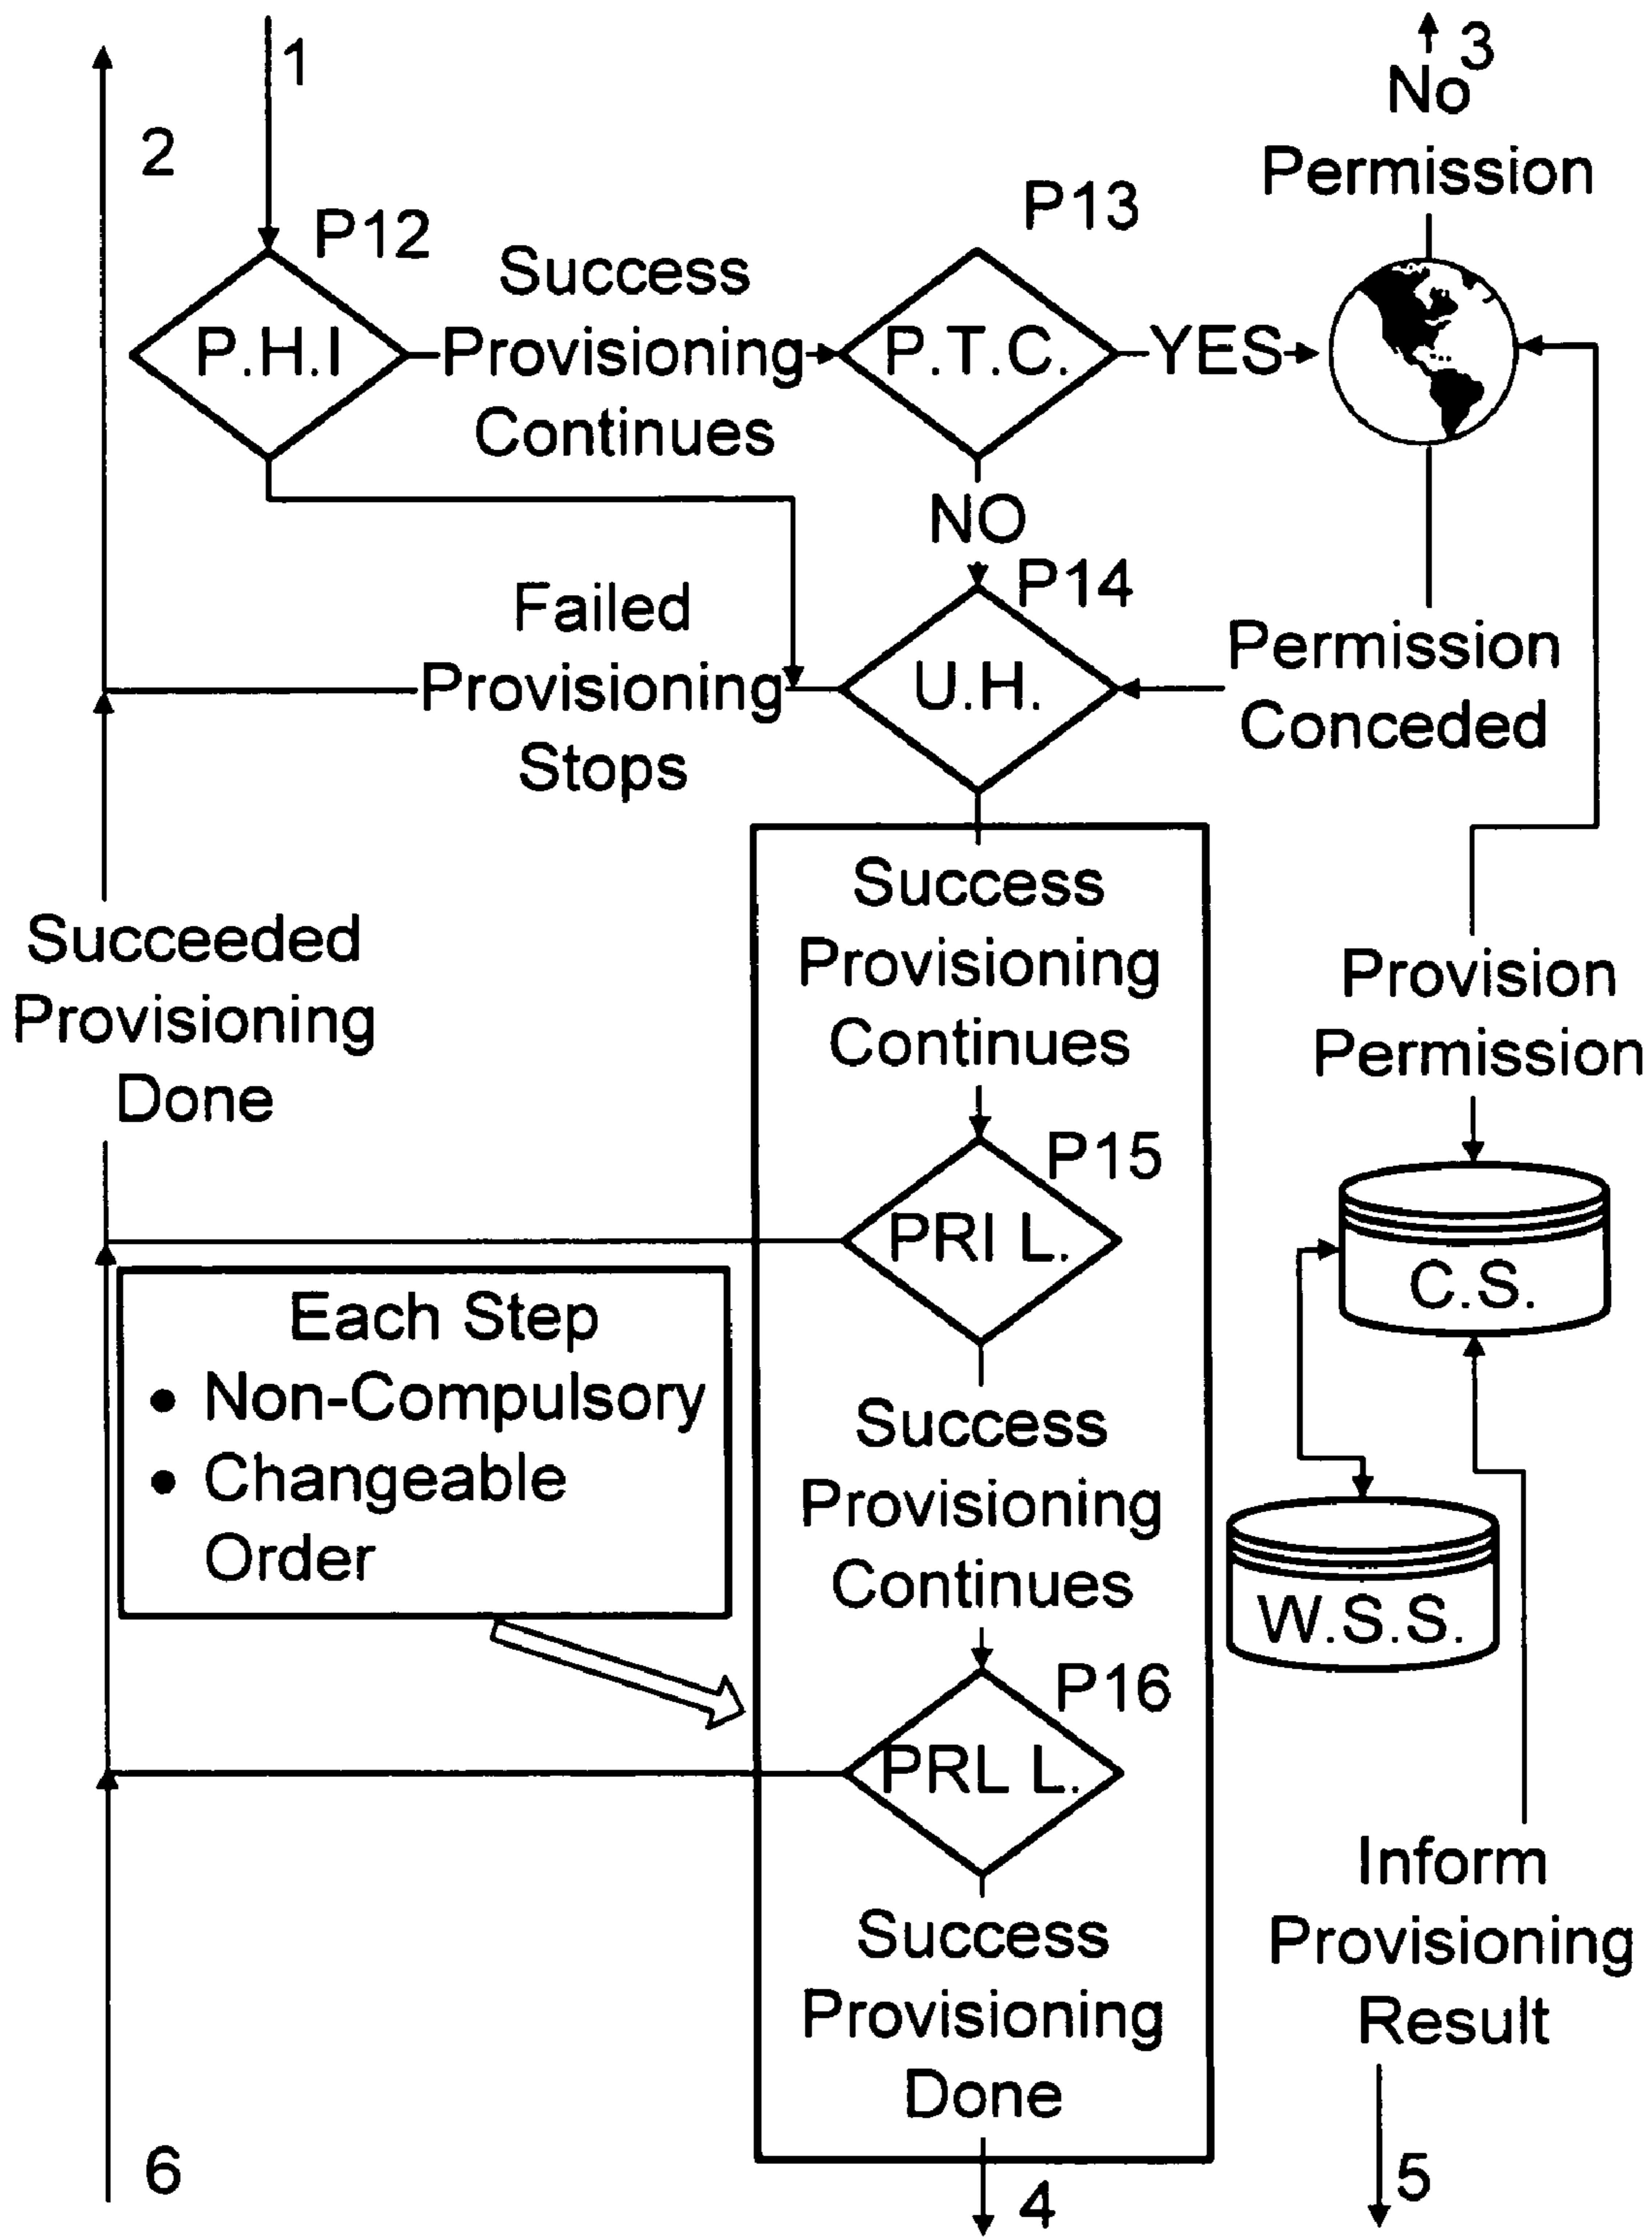 1
2
3
No
Permission
P12
P.H.I
Success
Provisioning
Continues
P13
P.T.C.
YES
NO
P14
U.H.
Failed
Provisioning
Stops
Permission
Conceded
Succeeded
Provisioning
Done
Success
Provisioning
Continues
Provision
Permission
P15
PRI L.
C.S.
Each Step
• Non-Compulsory
• Changeable
Order
Success
Provisioning
Continues
W.S.S.
P16
PRL L.
Success
Provisioning
Done
Inform
Provisioning
Result
6
4
5